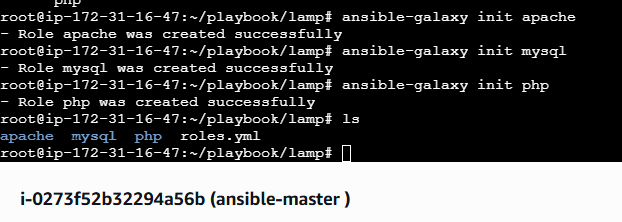 php
root@ip-172-31-16-47:~/playbook/lamp# ansible-galaxy init apache
- Role apache was created successfully
root@ip-172-31-16-47:~/playbook/lamp# ansible-galaxy init mysql
- Role mysql was created successfully
root@ip-172-31-16-47:~/playbook/lamp# ansible-galaxy init php
- Role php was created successfully
root@ip-172-31-16-47:~/playbook/lamp# ls
apache  mysql  php  roles.yml
root@ip-172-31-16-47:~/playbook/lamp#
i-0273f52b32294a56b (ansible-master )